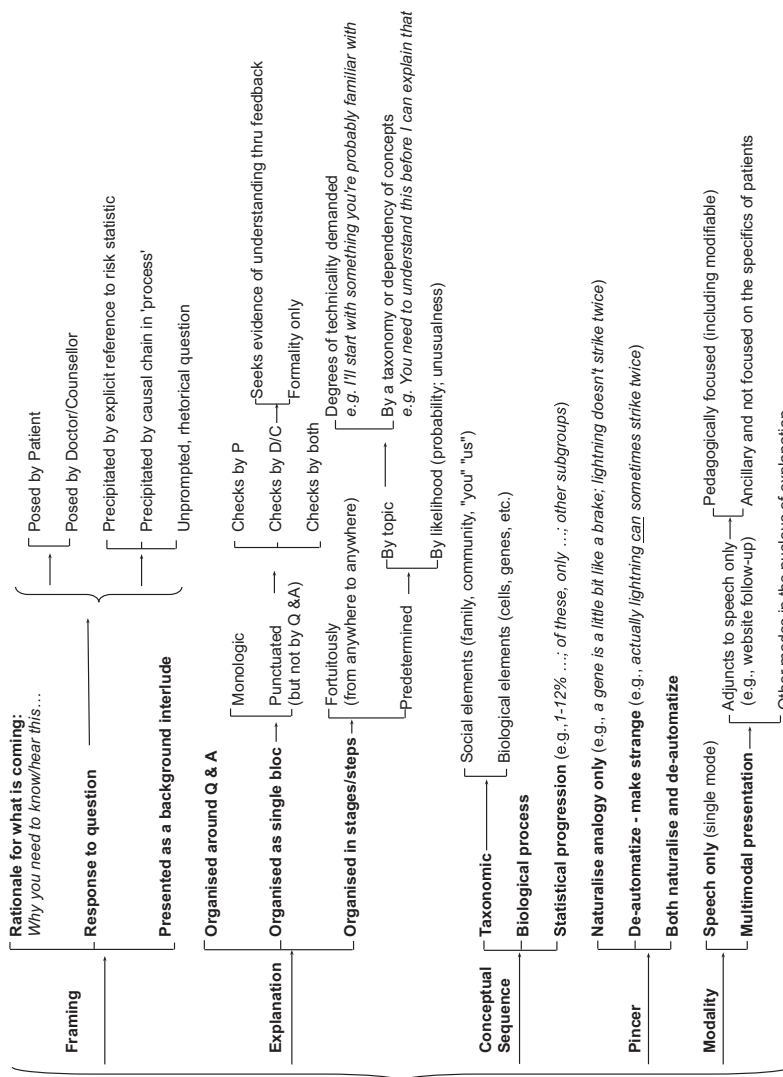 Framing
Rationale for what is coming:
Why you need to know/hear this…
Response to question
Posed by Patient
Posed by Doctor/Counsellor
Precipitated by explicit reference to risk statistic
Precipitated by causal chain in 'process'
Unprompted, rhetorical question
Presented as a background interlude
Explanation
Organised around Q & A
Organised as single bloc
Monologic
Punctuated
(but not by Q &A)
Checks by P
Checks by D/C
Checks by both
Seeks evidence of understanding thru feedback
Formality only
Organised in stages/steps
Fortuitously
(from anywhere to anywhere)
Predetermined
By topic
Degrees of technicality demanded
e.g. I'll start with something you're probably familiar with
By a taxonomy or dependency of concepts
e.g. You need to understand this before I can explain that
By likelihood (probability; unusualness)
Conceptual
Sequence
Taxonomic
Social elements (family, community, "you" "us")
Biological elements (cells, genes, etc.)
Biological process
Statistical progression (e.g.,1-12% …; of these, only …; other subgroups)
Pincer
Naturalise analogy only (e.g., a gene is a little bit like a brake; lightning doesn't strike twice)
De-automatize - make strange (e.g., actually lightning can sometimes strike twice)
Both naturalise and de-automatize
Modality
Speech only (single mode)
Multimodal presentation
Adjuncts to speech only
(e.g., website follow-up)
Pedagogically focused (including modifiable)
Ancillary and not focused on the specifics of patients
Other modes in the nucleus of explanation